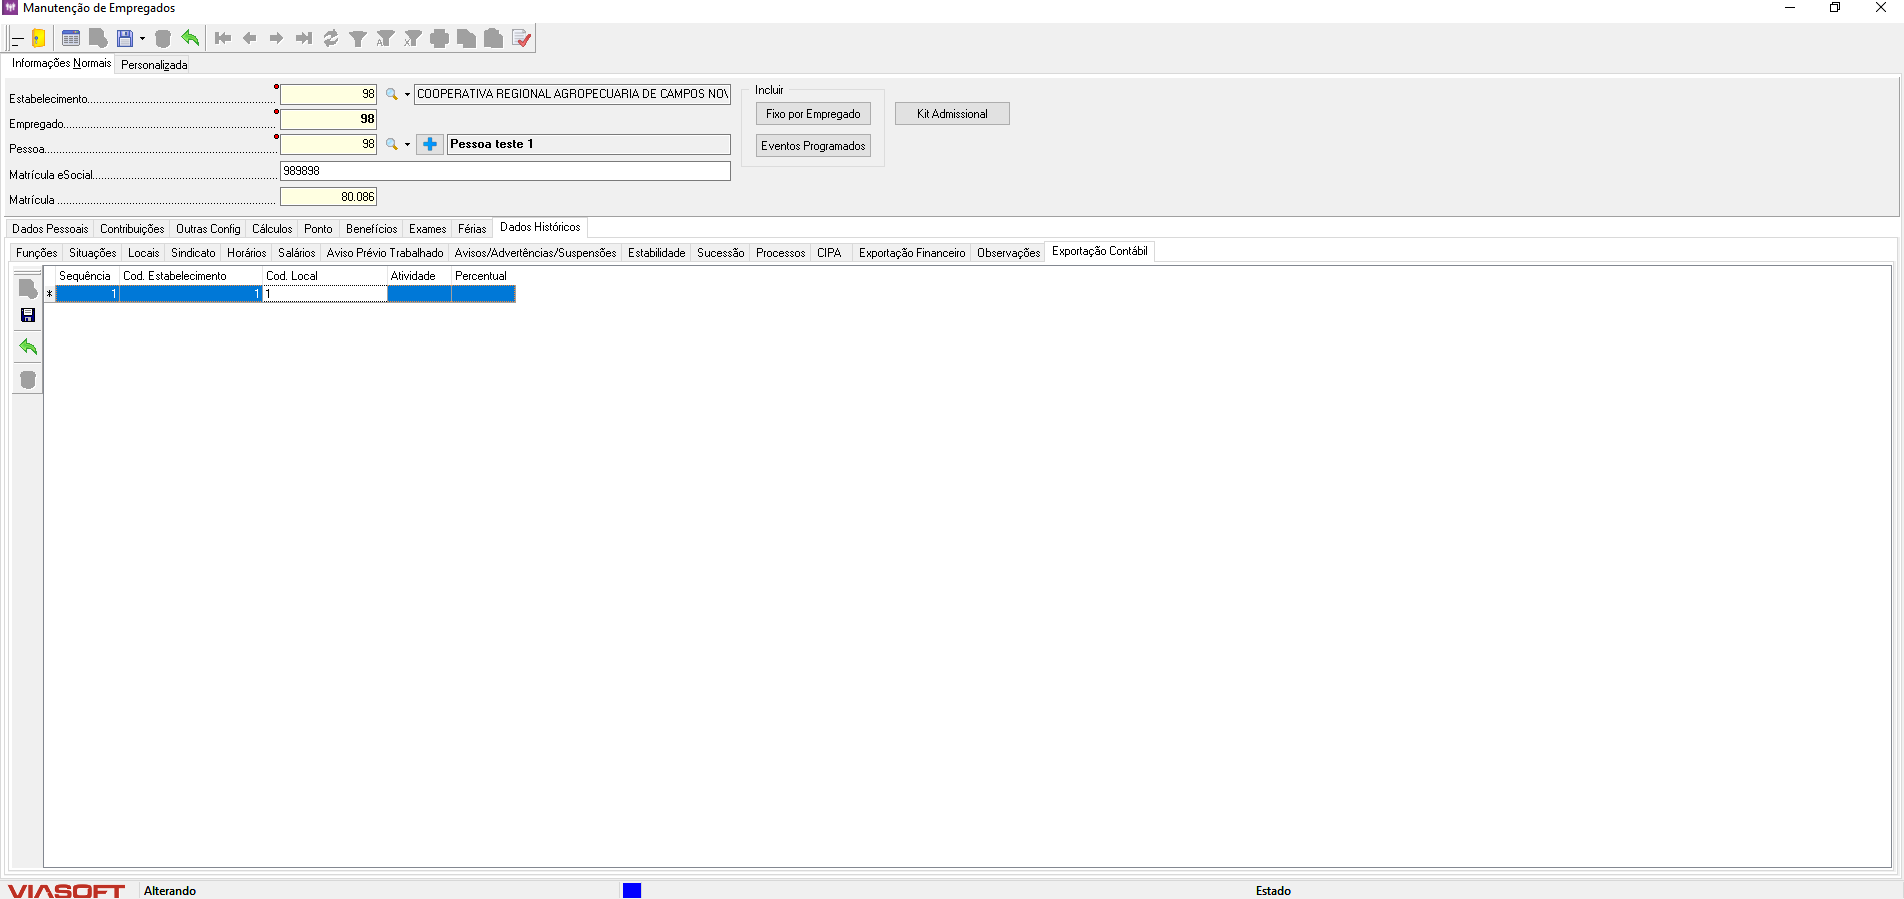 Manutenção de Empregados
Informações Normais Personalizada
Estabelecimento 98 COOPERATIVA REGIONAL AGROPECUARIA DE CAMPOS NOV
Empregado 98
Pessoa 98 Pessoa teste 1
Matrícula eSocial 989898
Matrícula 80.086
Incluir
Fixo por Empregado
Eventos Programados
Kit Admissional
Dados Pessoais Contribuições Outras Config Cálculos Ponto Benefícios Exames Férias Dados Históricos
Funções Situações Locais Sindicato Horários Salários Aviso Prévio Trabalhado Avisos/Advertências/Suspensões Estabilidade Sucessão Processos CIPA Exportação Financeiro Observações Exportação Contábil
Sequência Cod. Estabelecimento Cod. Local Atividade Percentual
* 1 1 1
VIASOFT Alterando Estado